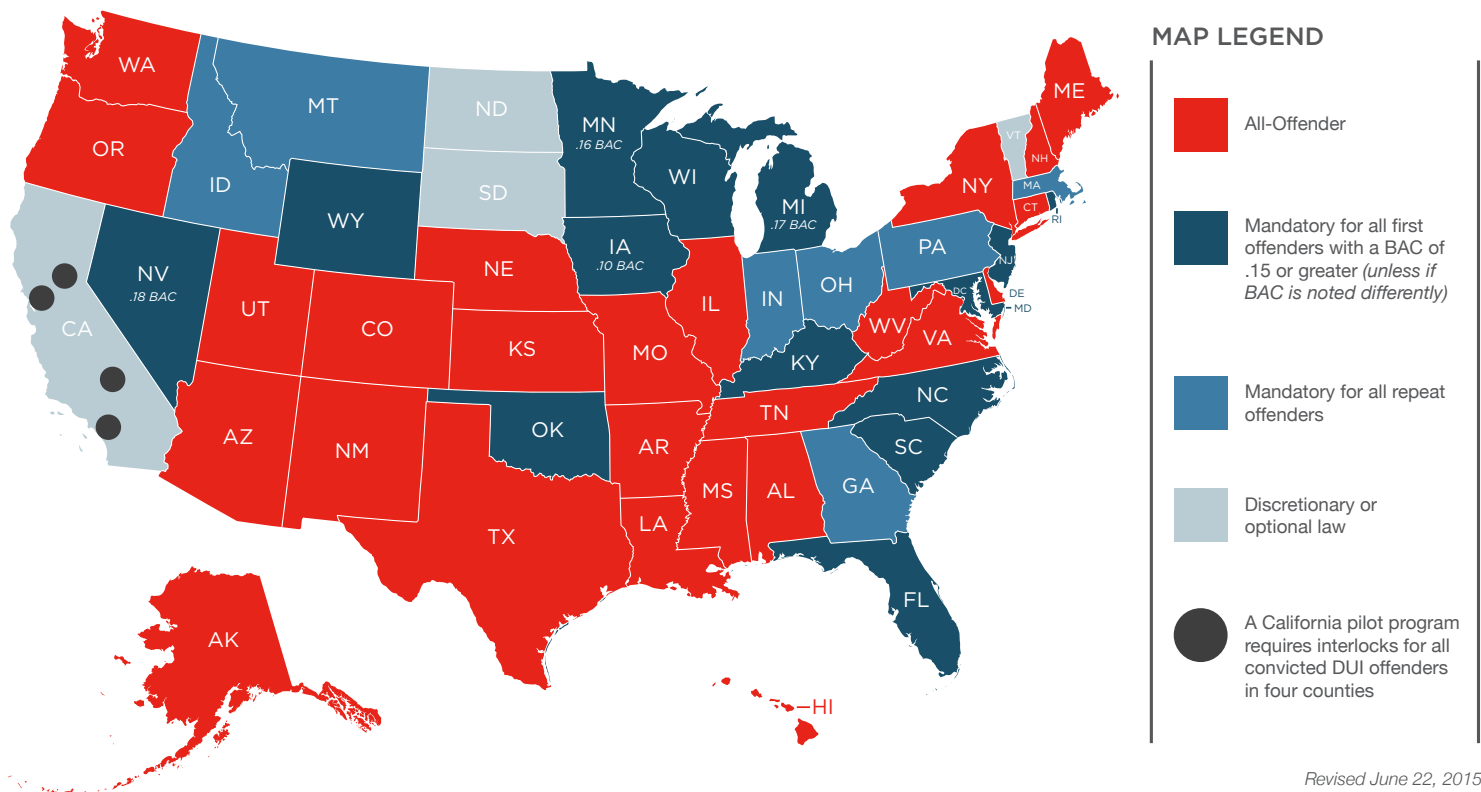 MAP LEGEND
WA
MT
ND
MN
.16 BAC
ME
All-Offender
OR
VT
NH
ID
SD
WI
NY
MA
WY
MI
.17 BAC
CT
RI
Mandatory for all first
offenders with a BAC of
.15 or greater (unless if
BAC is noted differently)
IA
.10 BAC
PA
NV
.18 BAC
NE
NJ
IN
OH
DC
DE
MD
UT
IL
CA
CO
WV
VA
KS
MO
KY
Mandatory for all repeat
offenders
NC
TN
AZ
OK
AR
SC
NM
MS
AL
GA
Discretionary or
optional law
LA
TX
FL
AK
A California pilot program
requires interlocks for all
convicted DUI offenders
in four counties
HI
Revised June 22, 2015